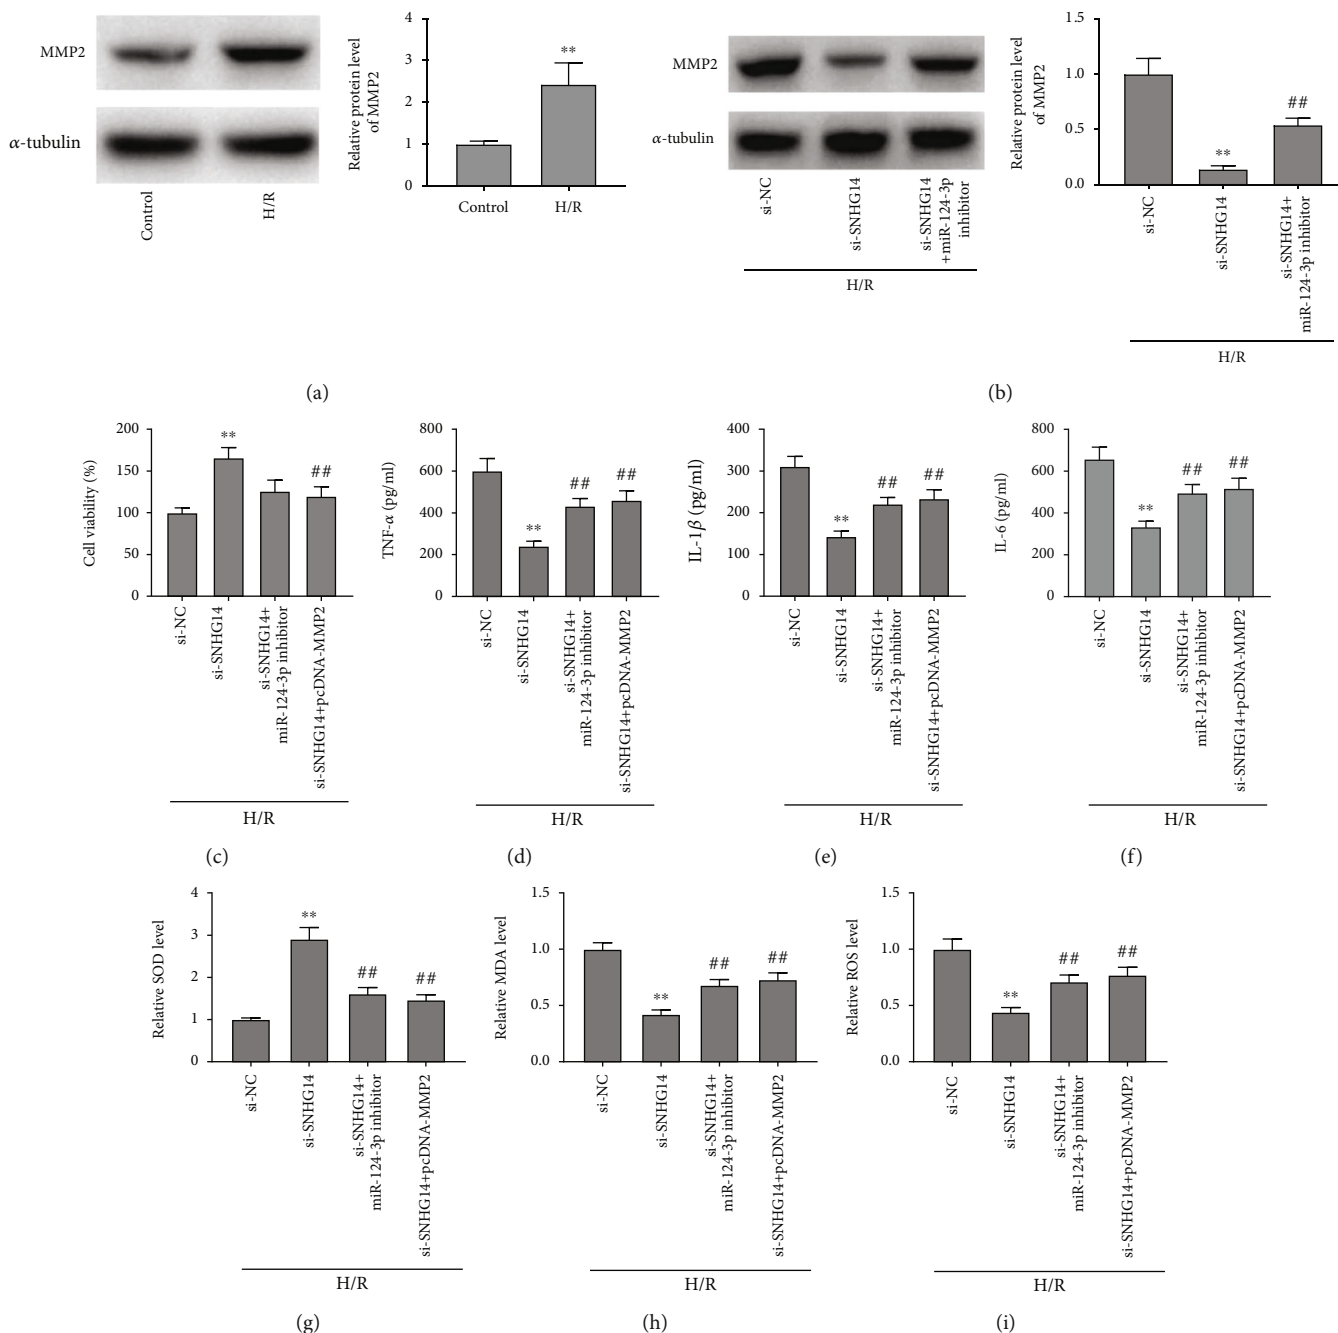 MMP2
α-tubulin
Control
H/R
Relative protein level
of MMP2
4
3
2
1
0
**
Control
H/R
(a)
MMP2
α-tubulin
si-NC
si-SNHG14
si-SNHG14
+miR-124-3p
inhibitor
H/R
Relative protein level
of MMP2
1.5
1.0
0.5
0.0
**
##
si-NC
si-SNHG14
si-SNHG14+
miR-124-3p inhibitor
H/R
(b)
Cell viability (%)
200
150
100
50
0
**
##
si-NC
si-SNHG14
si-SNHG14+
miR-124-3p inhibitor
si-SNHG14+pcDNA-MMP2
H/R
(c)
TNF-α (pg/ml)
800
600
400
200
0
**
##
##
si-NC
si-SNHG14
si-SNHG14+
miR-124-3p inhibitor
si-SNHG14+pcDNA-MMP2
H/R
(d)
IL-1β (pg/ml)
400
300
200
100
0
**
##
##
si-NC
si-SNHG14
si-SNHG14+
miR-124-3p inhibitor
si-SNHG14+pcDNA-MMP2
H/R
(e)
IL-6 (pg/ml)
800
600
400
200
0
**
##
##
si-NC
si-SNHG14
si-SNHG14+
miR-124-3p inhibitor
si-SNHG14+pcDNA-MMP2
H/R
(f)
Relative SOD level
4
3
2
1
0
**
##
##
si-NC
si-SNHG14
si-SNHG14+
miR-124-3p inhibitor
si-SNHG14+pcDNA-MMP2
H/R
(g)
Relative MDA level
1.5
1.0
0.5
0.0
**
##
##
si-NC
si-SNHG14
si-SNHG14+
miR-124-3p inhibitor
si-SNHG14+pcDNA-MMP2
H/R
(h)
Relative ROS level
1.5
1.0
0.5
0.0
**
##
##
si-NC
si-SNHG14
si-SNHG14+
miR-124-3p inhibitor
si-SNHG14+pcDNA-MMP2
H/R
(i)